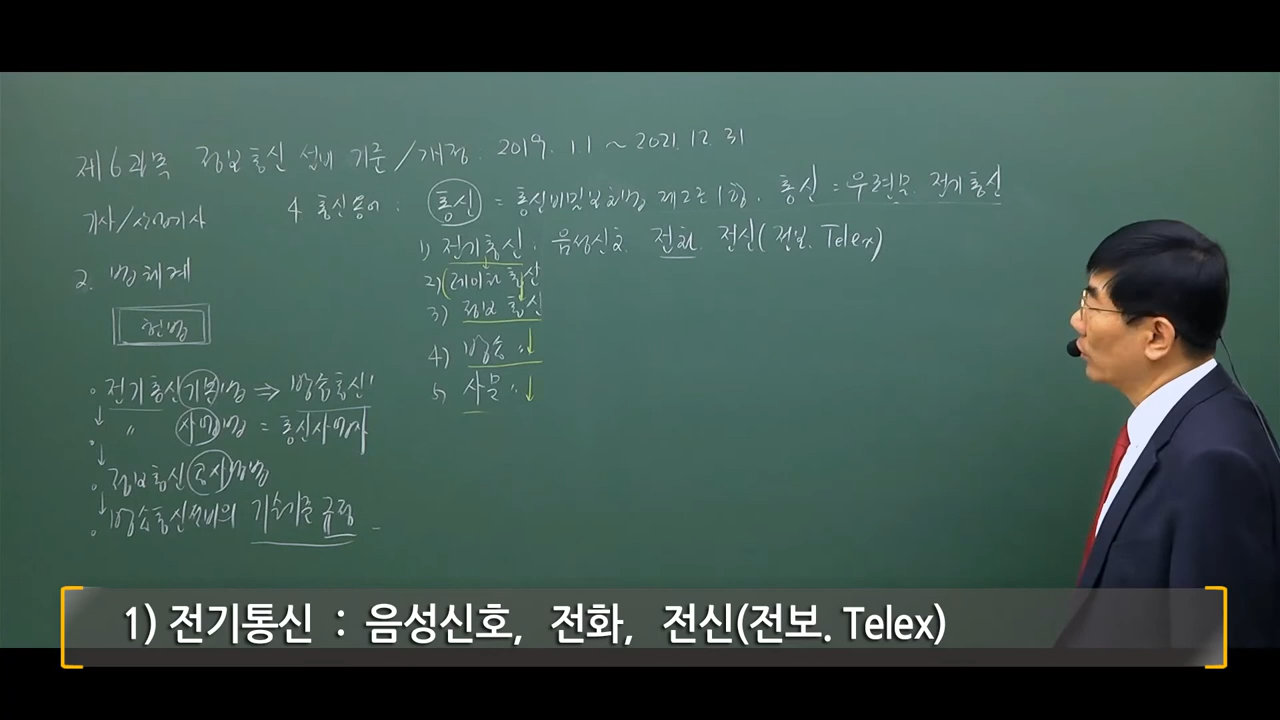 제6과목 정보통신 설비 기준/개정: 2019. 1.1 ~ 2021. 12. 31
기사/산업기사
4. 통신용어 : 통신 = 통신비밀보호법 제2조 1항. 통신 = 우편물. 전기통신
1) 전기통신 : 음성신호. 전화. 전신(전보. Telex)
2) (데이터 통신
3) 정보통신
4) 방송 : ↓
5) 사물 : ↓
2. 법체계
헌법
전기통신기본법 ⇒ 방송통신
↓ 〃 사업법 = 통신사업자
↓ 정보통신공사업법
↓ 방송통신설비의 기술기준 규정
1) 전기통신 : 음성신호, 전화, 전신(전보. Telex)